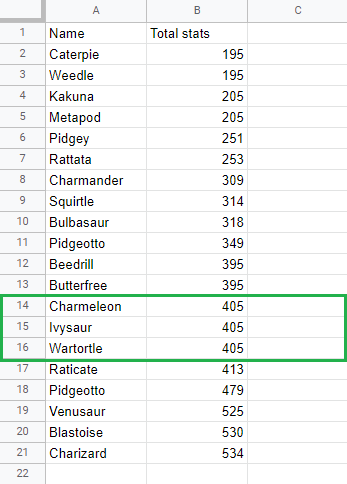 A B C
1 Name Total stats
2 Caterpie 195
3 Weedle 195
4 Kakuna 205
5 Metapod 205
6 Pidgey 251
7 Rattata 253
8 Charmander 309
9 Squirtle 314
10 Bulbasaur 318
11 Pidgeotto 349
12 Beedrill 395
13 Butterfree 395
14 Charmeleon 405
15 Ivysaur 405
16 Wartortle 405
17 Raticate 413
18 Pidgeotto 479
19 Venusaur 525
20 Blastoise 530
21 Charizard 534
22